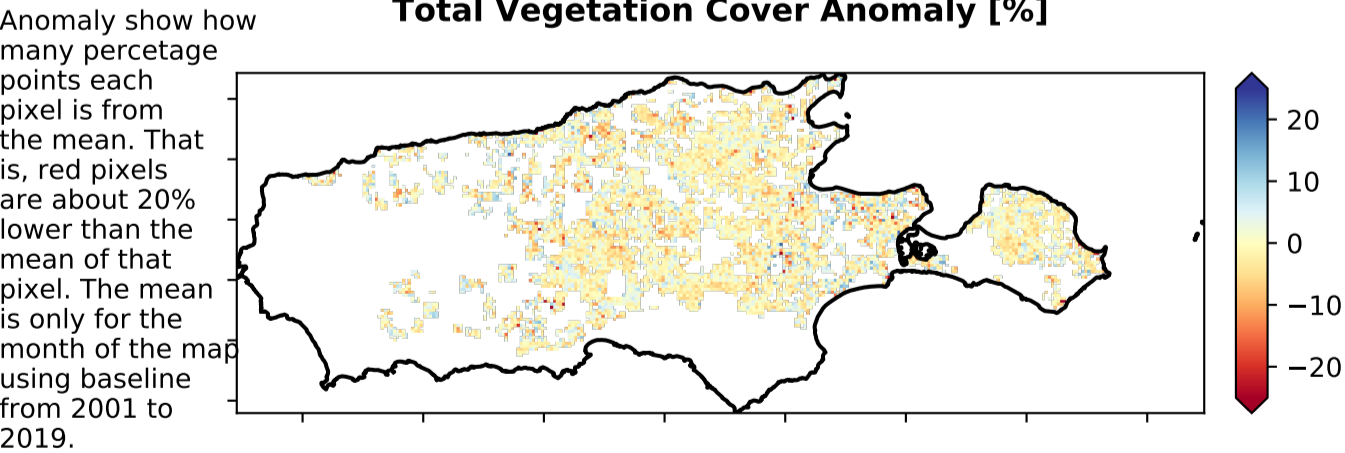 Total Vegetation Cover Anomaly [%]
Anomaly show how
many percetage
points each
pixel is from
the mean. That
is, red pixels
are about 20%
lower than the
mean of that
pixel. The mean
is only for the
month of the map
using baseline
from 2001 to
2019.
20
10
0
−10
−20